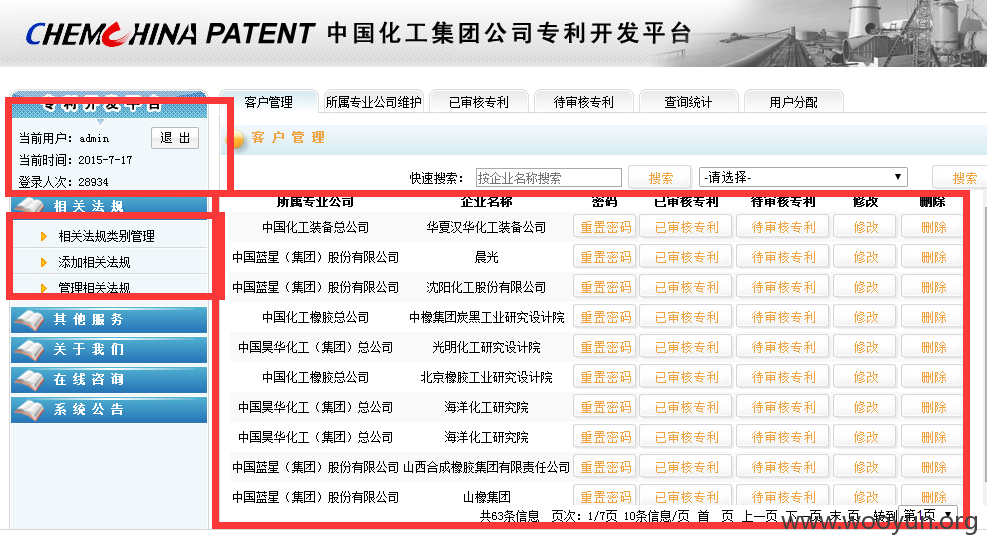 CHEMCHINA PATENT 中国化工集团公司专利开发平台
专利开发平台
当前用户：admin 退 出
当前时间：2015-7-17
登录人次：28934
相关法规
相关法规类别管理
添加相关法规
管理相关法规
其他服务
关于我们
在线咨询
系统公告
客户管理 所属专业公司维护 已审核专利 待审核专利 查询统计 用户分配
客户管理
快速搜索： 按企业名称搜索 搜索 -请选择- 搜索
所属专业公司 企业名称 密码 已审核专利 待审核专利 修改 删除
中国化工装备总公司 华夏汉华化工装备公司 重置密码 已审核专利 待审核专利 修改 删除
中国蓝星（集团）股份有限公司 晨光 重置密码 已审核专利 待审核专利 修改 删除
中国蓝星（集团）股份有限公司 沈阳化工股份有限公司 重置密码 已审核专利 待审核专利 修改 删除
中国化工橡胶总公司 中橡集团炭黑工业研究设计院 重置密码 已审核专利 待审核专利 修改 删除
中国昊华化工（集团）总公司 光明化工研究设计院 重置密码 已审核专利 待审核专利 修改 删除
中国化工橡胶总公司 北京橡胶工业研究设计院 重置密码 已审核专利 待审核专利 修改 删除
中国昊华化工（集团）总公司 海洋化工研究院 重置密码 已审核专利 待审核专利 修改 删除
中国昊华化工（集团）总公司 海洋化工研究院 重置密码 已审核专利 待审核专利 修改 删除
中国蓝星（集团）股份有限公司 山西合成橡胶集团有限责任公司 重置密码 已审核专利 待审核专利 修改 删除
中国蓝星（集团）股份有限公司 山橡集团 重置密码 已审核专利 待审核专利 修改 删除
共63条信息 页次：1/7页 10条信息/页 首 页 上一页 下一页 末 页 转到 第1页
www.wooyun.org